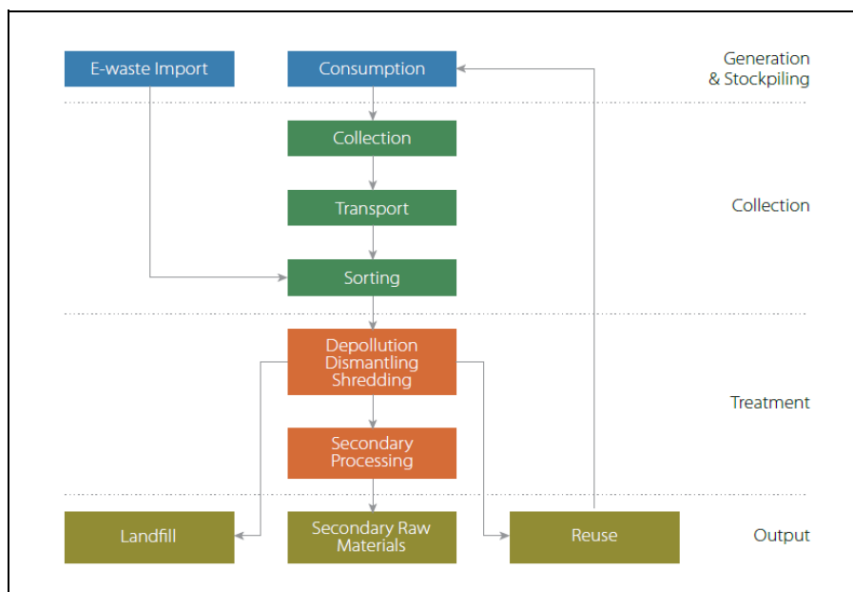 E-waste Import
Consumption
Generation
& Stockpiling
Collection
Transport
Collection
Sorting
Depollution
Dismantling
Shredding
Treatment
Secondary
Processing
Landfill
Secondary Raw
Materials
Reuse
Output